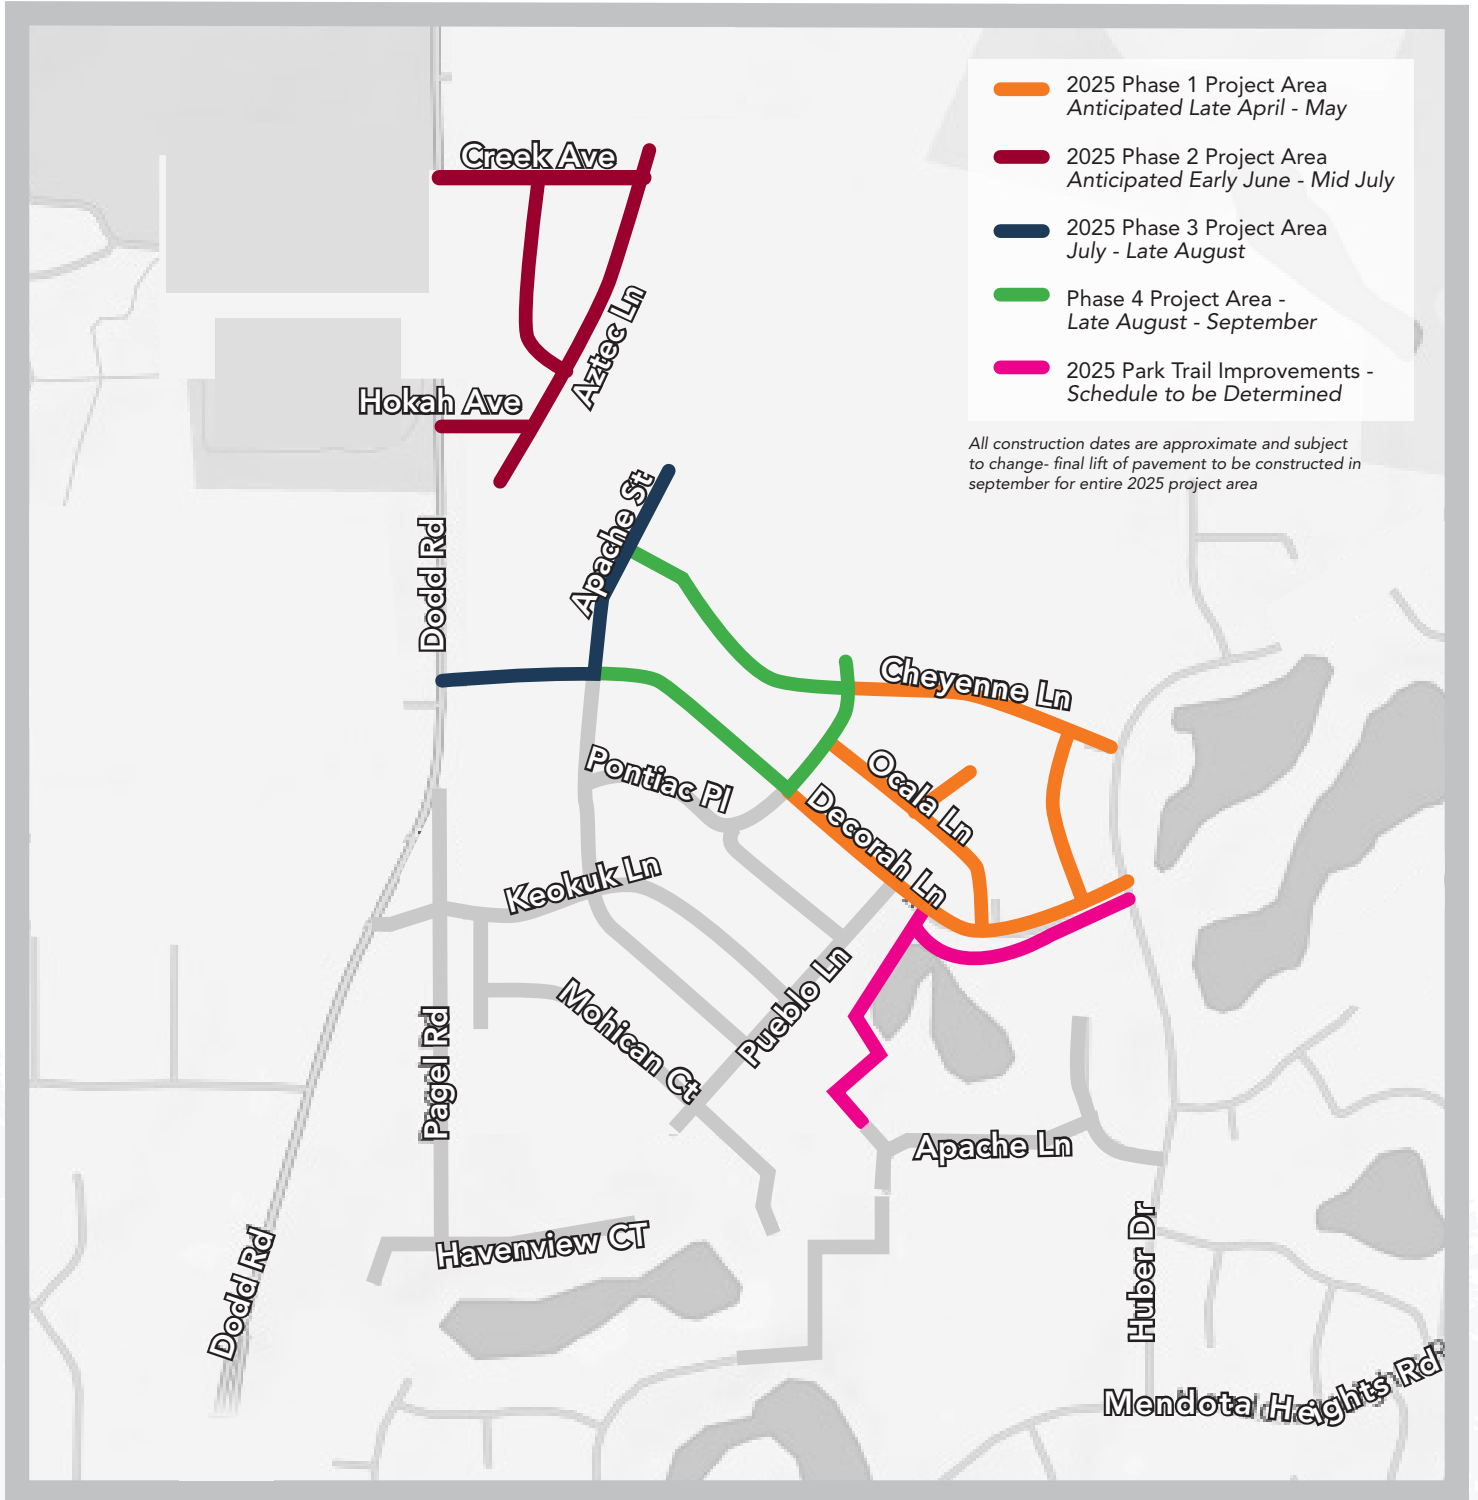 2025 Phase 1 Project Area
Anticipated Late April - May
2025 Phase 2 Project Area
Anticipated Early June - Mid July
2025 Phase 3 Project Area
July - Late August
Phase 4 Project Area -
Late August - September
2025 Park Trail Improvements -
Schedule to be Determined
All construction dates are approximate and subject
to change- final lift of pavement to be constructed in
september for entire 2025 project area
Creek Ave
Aztec Ln
Hokah Ave
Apache St
Dodd Rd
Cheyenne Ln
Pontiac Pl
Ocala Ln
Decorah Ln
Keokuk Ln
Pueblo Ln
Mohican Ct
Pagel Rd
Apache Ln
Havenview CT
Dodd Rd
Huber Dr
Mendota Heights Rd